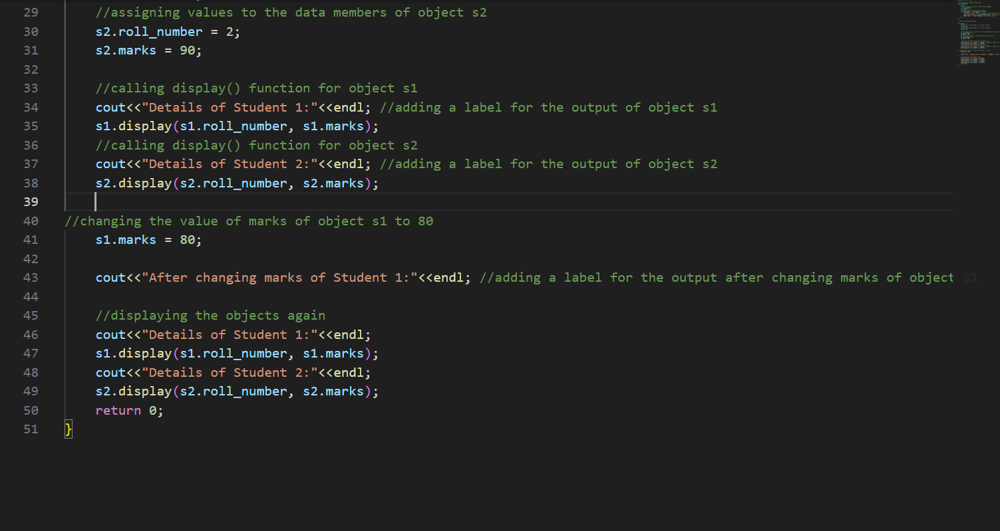 29 //assigning values to the data members of object s2
30 s2.roll_number = 2;
31 s2.marks = 90;
32
33 //calling display() function for object s1
34 cout<<"Details of Student 1:"<<endl; //adding a label for the output of object s1
35 s1.display(s1.roll_number, s1.marks);
36 //calling display() function for object s2
37 cout<<"Details of Student 2:"<<endl; //adding a label for the output of object s2
38 s2.display(s2.roll_number, s2.marks);
39
40 //changing the value of marks of object s1 to 80
41 s1.marks = 80;
42
43 cout<<"After changing marks of Student 1:"<<endl; //adding a label for the output after changing marks of object s1
44
45 //displaying the objects again
46 cout<<"Details of Student 1:"<<endl;
47 s1.display(s1.roll_number, s1.marks);
48 cout<<"Details of Student 2:"<<endl;
49 s2.display(s2.roll_number, s2.marks);
50 return 0;
51 }